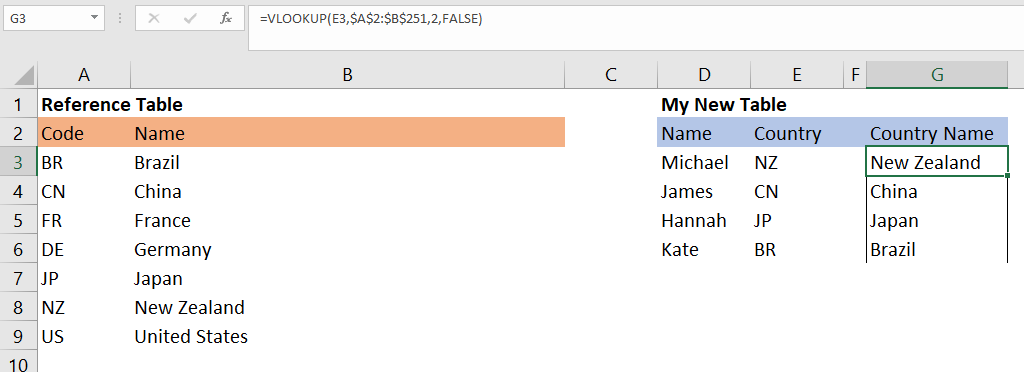 G3 fx =VLOOKUP(E3,$A$2:$B$251,2,FALSE)
A B C D E F G
1 Reference Table My New Table
2 Code Name Name Country Country Name
3 BR Brazil Michael NZ New Zealand
4 CN China James CN China
5 FR France Hannah JP Japan
6 DE Germany Kate BR Brazil
7 JP Japan
8 NZ New Zealand
9 US United States
10